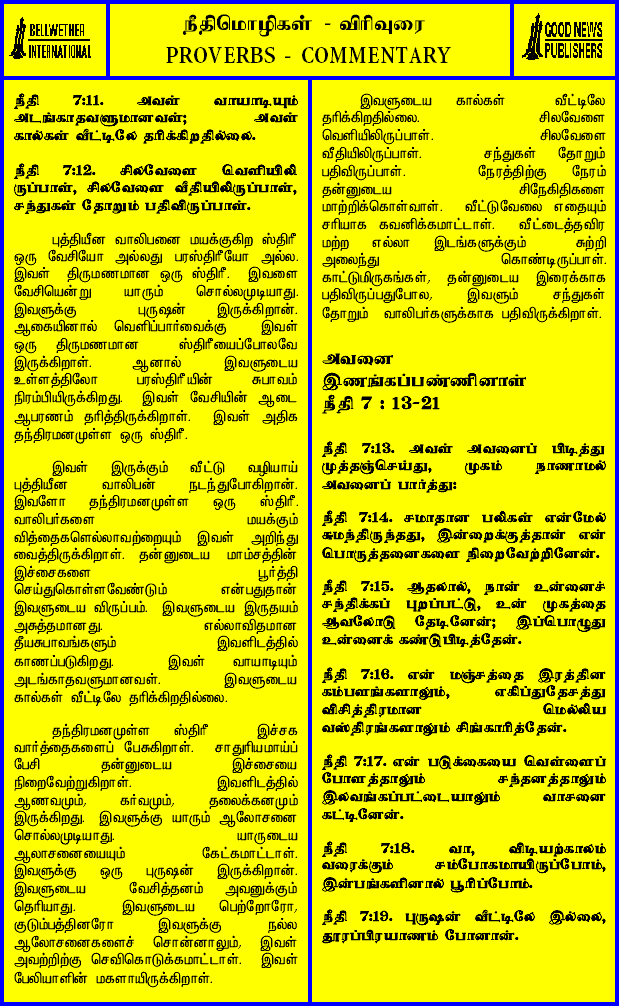 BELLWETHER
INTERNATIONAL
நீதிமொழிகள் - விரிவுரை
PROVERBS - COMMENTARY
GOOD NEWS
PUBLISHERS
நீதி 7:11. அவள் வாயாடியும்
அடங்காதவளுமானவள்; அவள்
கால்கள் வீட்டிலே தரிக்கிறதில்லை.
நீதி 7:12. சிலவேளை வெளியிலி
ருப்பாள், சிலவேளை வீதியிலிருப்பாள்,
சந்துகள் தோறும் பதிவிருப்பாள்.
புத்தியீன வாலிபனை மயக்குகிற ஸ்திரீ
ஒரு வேசியோ அல்லது பரஸ்திரீயோ அல்ல.
இவள் திருமணமான ஒரு ஸ்திரீ. இவளை
வேசியென்று யாரும் சொல்லமுடியாது.
இவளுக்கு புருஷன் இருக்கிறான்.
ஆகையினால் வெளிப்பார்வைக்கு இவள்
ஒரு திருமணமான ஸ்திரீயைப்போலவே
இருக்கிறாள். ஆனால் இவளுடைய
உள்ளத்திலோ பரஸ்திரீயின் சுபாவம்
நிரம்பியிருக்கிறது. இவள் வேசியின் ஆடை
ஆபரணம் தரித்திருக்கிறாள். இவள் அதிக
தந்திரமனமுள்ள ஒரு ஸ்திரீ.
இவள் இருக்கும் வீட்டு வழியாய்
புத்தியீன வாலிபன் நடந்துபோகிறான்.
இவளோ தந்திரமனமுள்ள ஒரு ஸ்திரீ.
வாலிபர்களை மயக்கும்
வித்தைகளெல்லாவற்றையும் இவள் அறிந்து
வைத்திருக்கிறாள். தன்னுடைய மாம்சத்தின்
இச்சைகளை பூர்த்தி
செய்துகொள்ளவேண்டும் என்பதுதான்
இவளுடைய விருப்பம். இவளுடைய இருதயம்
அசுத்தமானது. எல்லாவிதமான
தீயசுபாவங்களும் இவளிடத்தில்
காணப்படுகிறது. இவள் வாயாடியும்
அடங்காதவளுமானவள். இவளுடைய
கால்கள் வீட்டிலே தரிக்கிறதில்லை.
தந்திரமனமுள்ள ஸ்திரீ இச்சக
வார்த்தைகளைப் பேசுகிறாள். சாதுரியமாய்ப்
பேசி தன்னுடைய இச்சையை
நிறைவேற்றுகிறாள். இவளிடத்தில்
ஆணவமும், கர்வமும், தலைக்கனமும்
இருக்கிறது. இவளுக்கு யாரும் ஆலோசனை
சொல்லமுடியாது. யாருடைய
ஆலாசனையையும் கேட்கமாட்டாள்.
இவளுக்கு ஒரு புருஷன் இருக்கிறான்.
இவளுடைய வேசித்தனம் அவனுக்கும்
தெரியாது. இவளுடைய பெற்றோரோ,
குடும்பத்தினரோ இவளுக்கு நல்ல
ஆலோசனைகளைச் சொன்னாலும், இவள்
அவற்றிற்கு செவிகொடுக்கமாட்டாள். இவள்
பேலியாளின் மகளாயிருக்கிறாள்.
இவளுடைய கால்கள் வீட்டிலே
தரிக்கிறதில்லை. சிலவேளை
வெளியிலிருப்பாள். சிலவேளை
வீதியிலிருப்பாள். சந்துகள் தோறும்
பதிவிருப்பாள். நேரத்திற்கு நேரம்
தன்னுடைய சிநேகிதிகளை
மாற்றிக்கொள்வாள். வீட்டுவேலை எதையும்
சரியாக கவனிக்கமாட்டாள். வீட்டைத்தவிர
மற்ற எல்லா இடங்களுக்கும் சுற்றி
அலைந்து கொண்டிருப்பாள்.
காட்டுமிருகங்கள், தன்னுடைய இரைக்காக
பதிவிருப்பதுபோல, இவளும் சந்துகள்
தோறும் வாலிபர்களுக்காக பதிவிருக்கிறாள்.
அவனை
இணங்கப்பண்ணினாள்
நீதி 7 : 13-21
நீதி 7:13. அவள் அவனைப் பிடித்து
முத்தஞ்செய்து, முகம் நாணாமல்
அவனைப் பார்த்து:
நீதி 7:14. சமாதான பலிகள் என்மேல்
சுமந்திருந்தது, இன்றைக்குத்தான் என்
பொருத்தனைகளை நிறைவேற்றினேன்.
நீதி 7:15. ஆதலால், நான் உன்னைச்
சந்திக்கப் புறப்பட்டு, உன் முகத்தை
ஆவலோடு தேடினேன்; இப்பொழுது
உன்னைக் கண்டுபிடித்தேன்.
நீதி 7:16. என் மஞ்சத்தை இரத்தின
கம்பளங்களாலும், எகிப்துதேசத்து
விசித்திரமான மெல்லிய
வஸ்திரங்களாலும் சிங்காரித்தேன்.
நீதி 7:17. என் படுக்கையை வெள்ளைப்
போளத்தாலும் சந்தனத்தாலும்
இலவங்கப்பட்டையாலும் வாசனை
கட்டினேன்.
நீதி 7:18. வா, விடியற்காலம்
வரைக்கும் சம்போகமாயிருப்போம்,
இன்பங்களினால் பூரிப்போம்.
நீதி 7:19. புருஷன் வீட்டிலே இல்லை,
தூரப்பிரயாணம் போனான்.